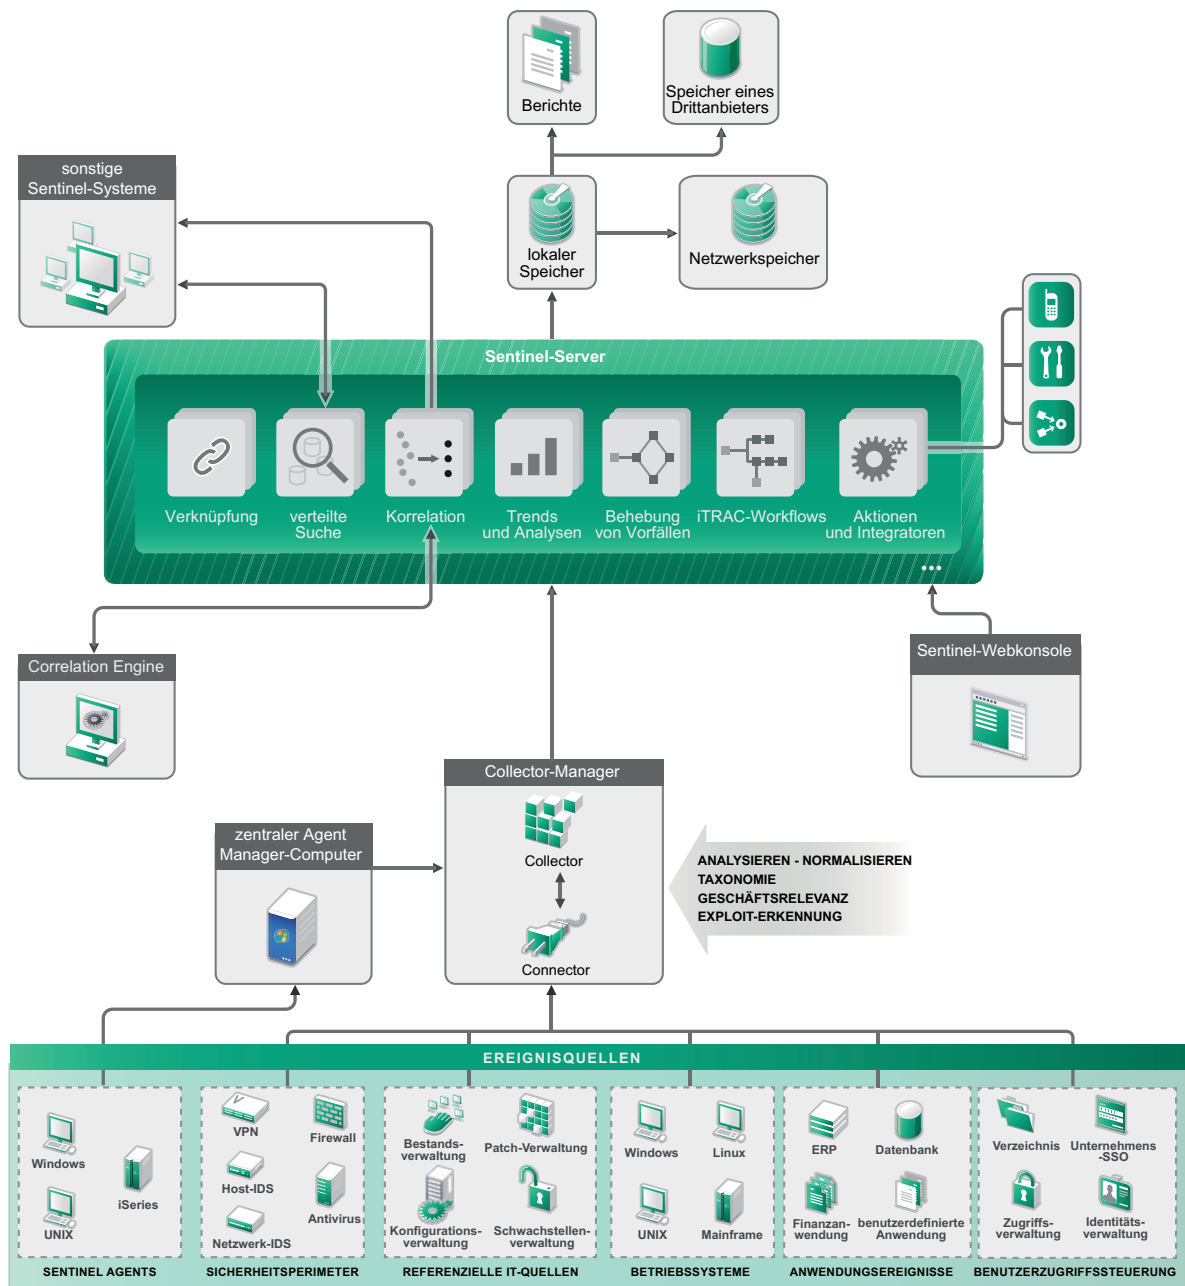 Berichte
Speicher eines
Drittanbieters
sonstige
Sentinel-Systeme
lokaler
Speicher
Netzwerkspeicher
Sentinel-Server
Verknüpfung
verteilte
Suche
Korrelation
Trends
und Analysen
Behebung
von Vorfällen
iTRAC-Workflows
Aktionen
und Integratoren
Correlation Engine
Sentinel-Webkonsole
Collector-Manager
Collector
Connector
zentraler Agent
Manager-Computer
ANALYSIEREN - NORMALISIEREN
TAXONOMIE
GESCHÄFTSRELEVANZ
EXPLOIT-ERKENNUNG
EREIGNISQUELLEN
Windows
iSeries
UNIX
SENTINEL AGENTS
VPN
Firewall
Host-IDS
Antivirus
Netzwerk-IDS
SICHERHEITSPERIMETER
Bestands-
verwaltung
Patch-Verwaltung
Konfigurations-
verwaltung
Schwachstellen-
verwaltung
REFERENZIELLE IT-QUELLEN
Windows
Linux
UNIX
Mainframe
BETRIEBSSYSTEME
ERP
Datenbank
Finanzan-
wendung
benutzerdefinierte
Anwendung
ANWENDUNGSEREIGNISSE
Verzeichnis
Unternehmens
-SSO
Zugriffs-
verwaltung
Identitäts-
verwaltung
BENUTZERZUGRIFFSSTEUERUNG